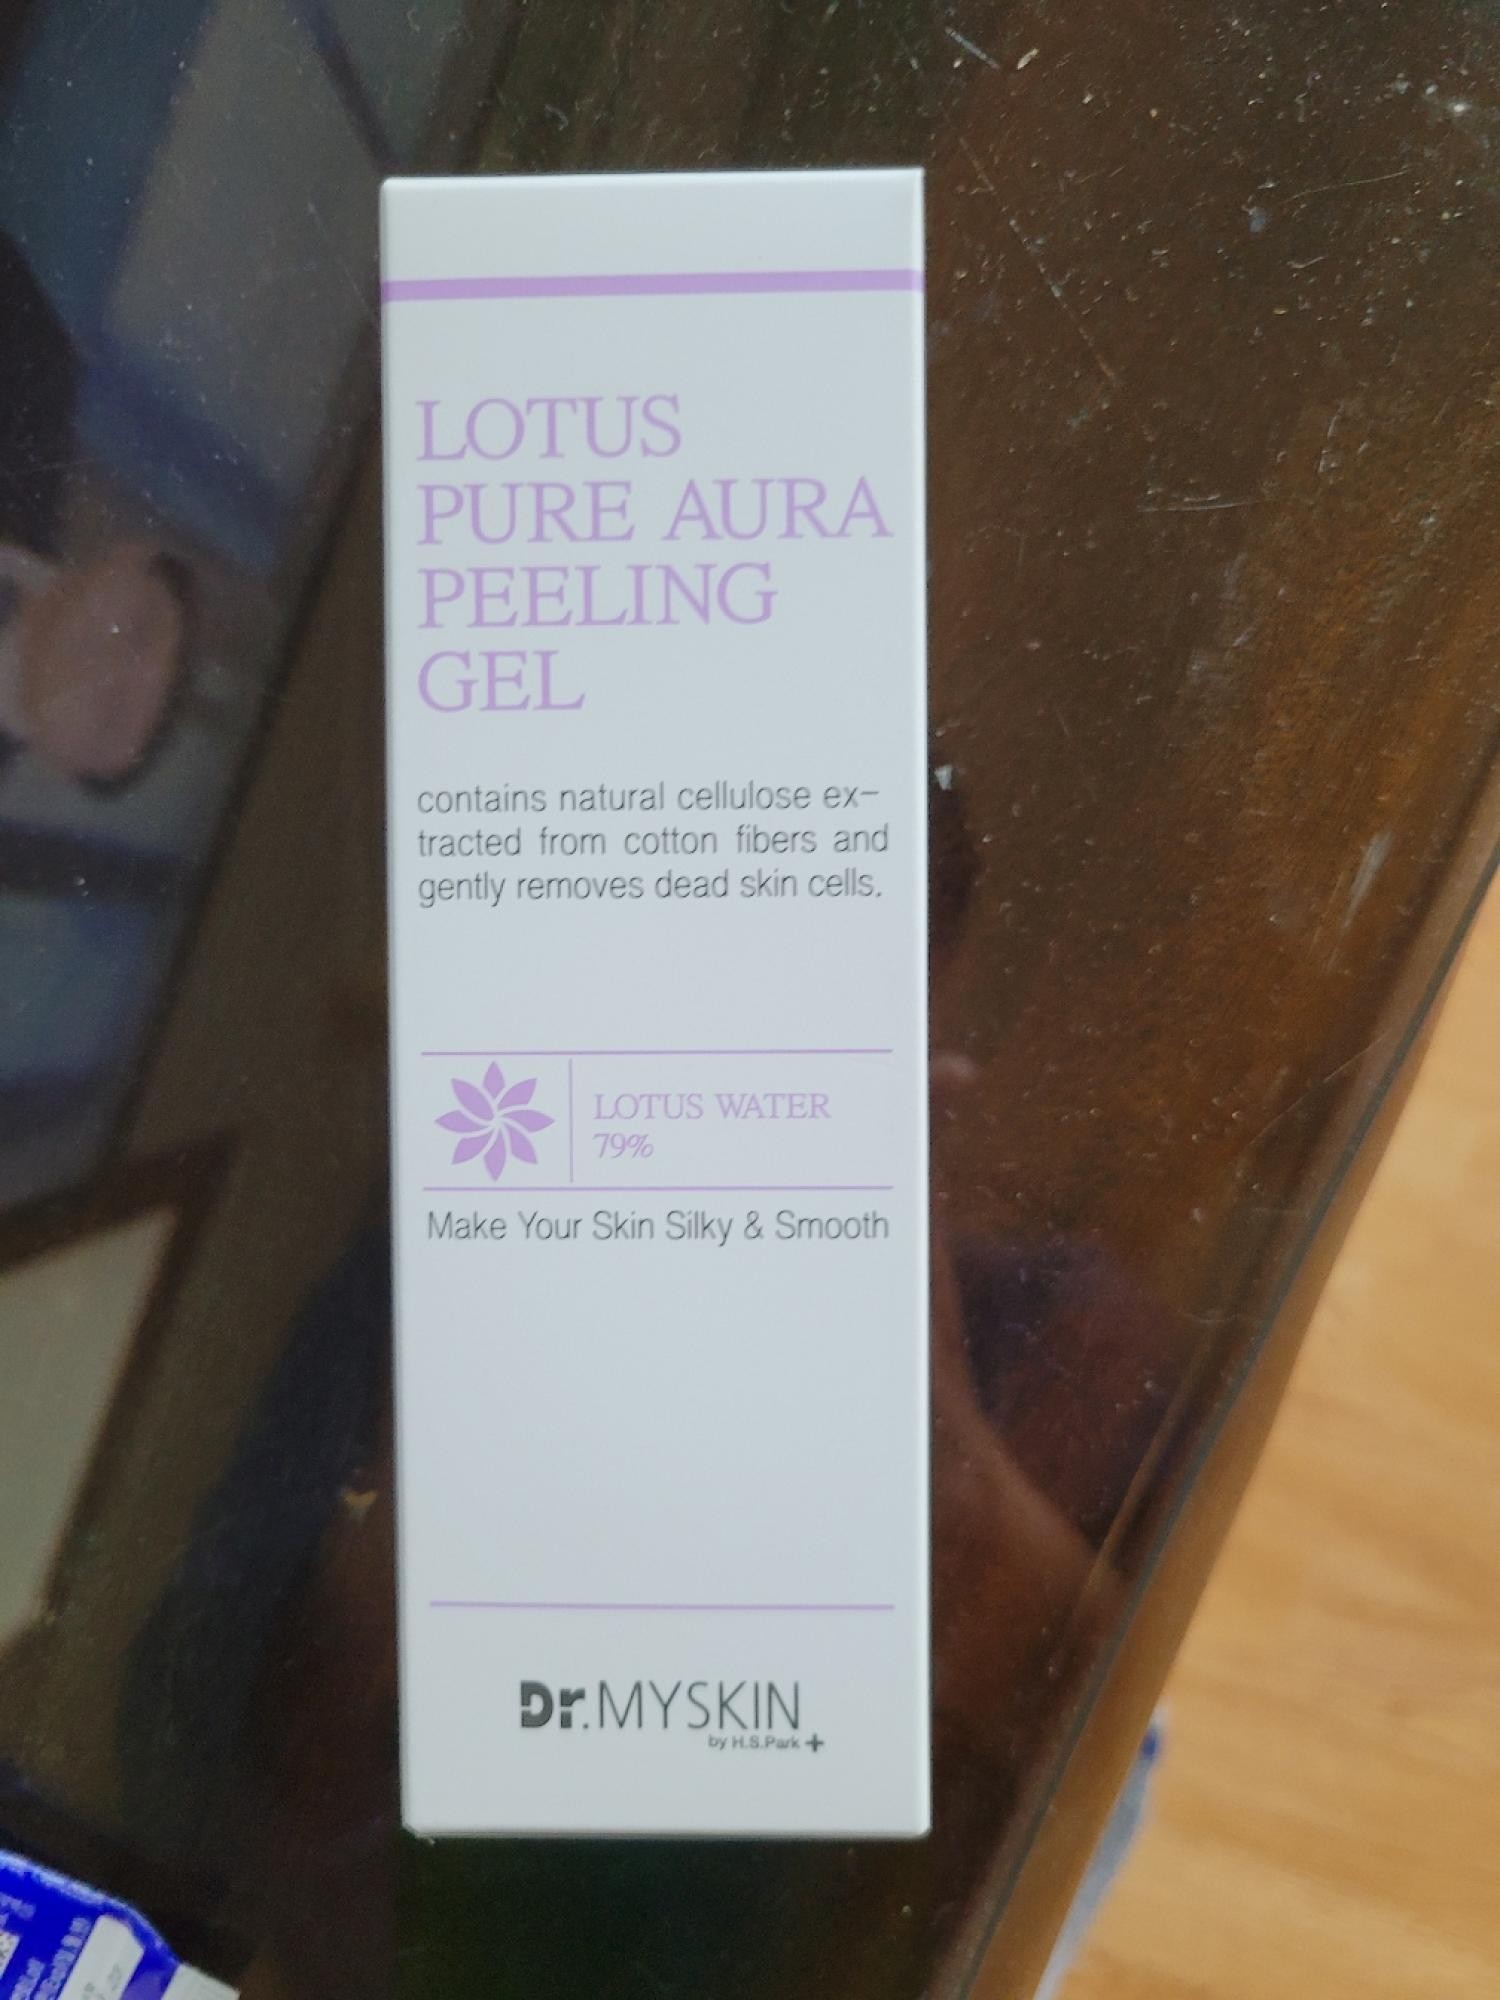 LOTUS
PURE AURA
PEELING
GEL
contains natural cellulose ex-
tracted from cotton fibers and
gently removes dead skin cells.
LOTUS WATER
79%
Make Your Skin Silky & Smooth
Dr.MYSKIN
by H.S.Park +